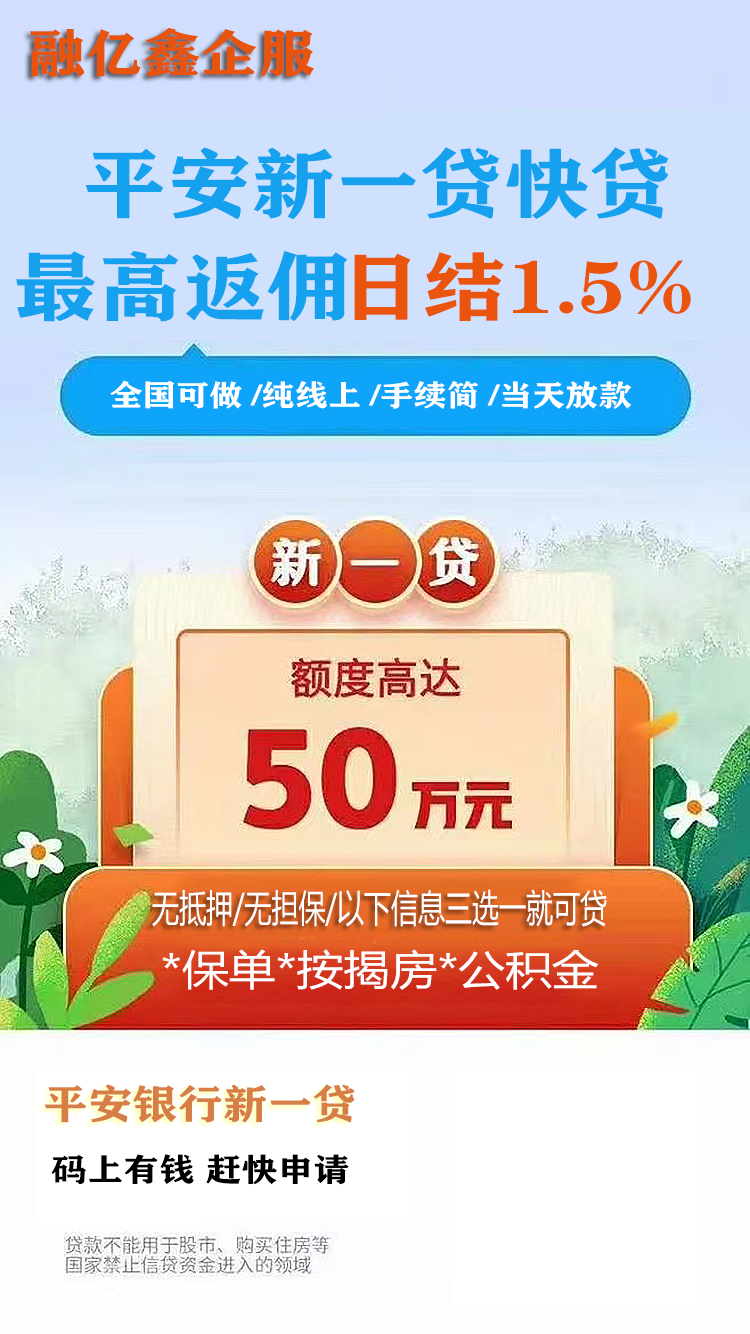 融亿鑫企服
平安新一贷快贷
最高返佣日结1.5%
全国可做 /纯线上 /手续简 /当天放款
新一贷
额度高达
50万元
无抵押/无担保/以下信息三选一就可贷
*保单*按揭房*公积金
平安银行新一贷
码上有钱 赶快申请
贷款不能用于股市、购买住房等
国家禁止信贷资金进入的领域